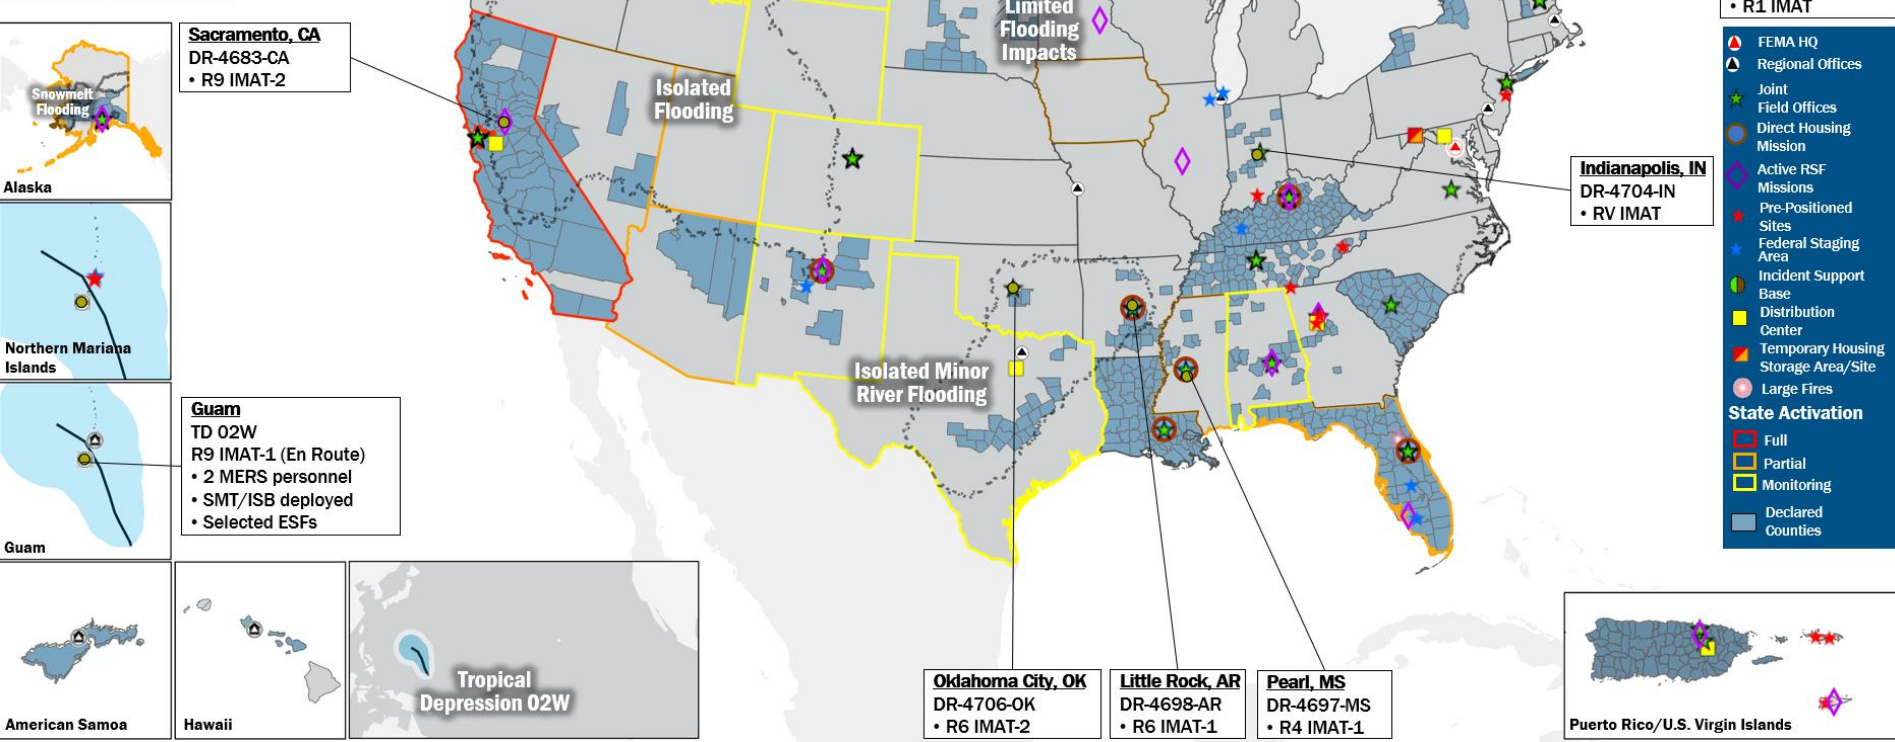 Limited
Flooding
Impacts
• R1 IMAT
Sacramento, CA
DR-4683-CA
• R9 IMAT-2
Snowmelt
Flooding
Alaska
Isolated
Flooding
FEMA HQ
Regional Offices
Joint
Field Offices
Direct Housing
Mission
Active RSF
Missions
Pre-Positioned
Sites
Federal Staging
Area
Incident Support
Base
Distribution
Center
Temporary Housing
Storage Area/Site
Large Fires
State Activation
Full
Partial
Monitoring
Declared
Counties
Indianapolis, IN
DR-4704-IN
• RV IMAT
Northern Mariana
Islands
Isolated Minor
River Flooding
Guam
TD 02W
R9 IMAT-1 (En Route)
• 2 MERS personnel
• SMT/ISB deployed
• Selected ESFs
Guam
American Samoa
Hawaii
Tropical
Depression 02W
Oklahoma City, OK
DR-4706-OK
• R6 IMAT-2
Little Rock, AR
DR-4698-AR
• R6 IMAT-1
Pearl, MS
DR-4697-MS
• R4 IMAT-1
Puerto Rico/U.S. Virgin Islands